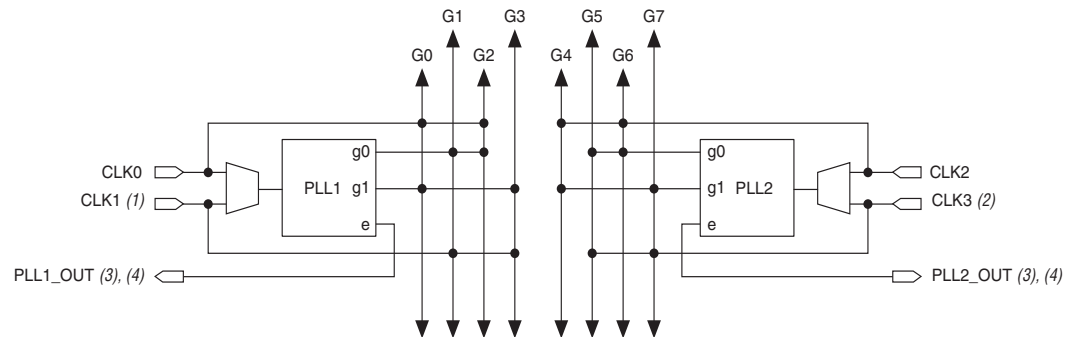 G1 G3 G5 G7
G0 G2 G4 G6
CLK0 g0 g0 CLK2
PLL1 g1 g1 PLL2
CLK1 (1) CLK3 (2)
e e
PLL1_OUT (3), (4) PLL2_OUT (3), (4)